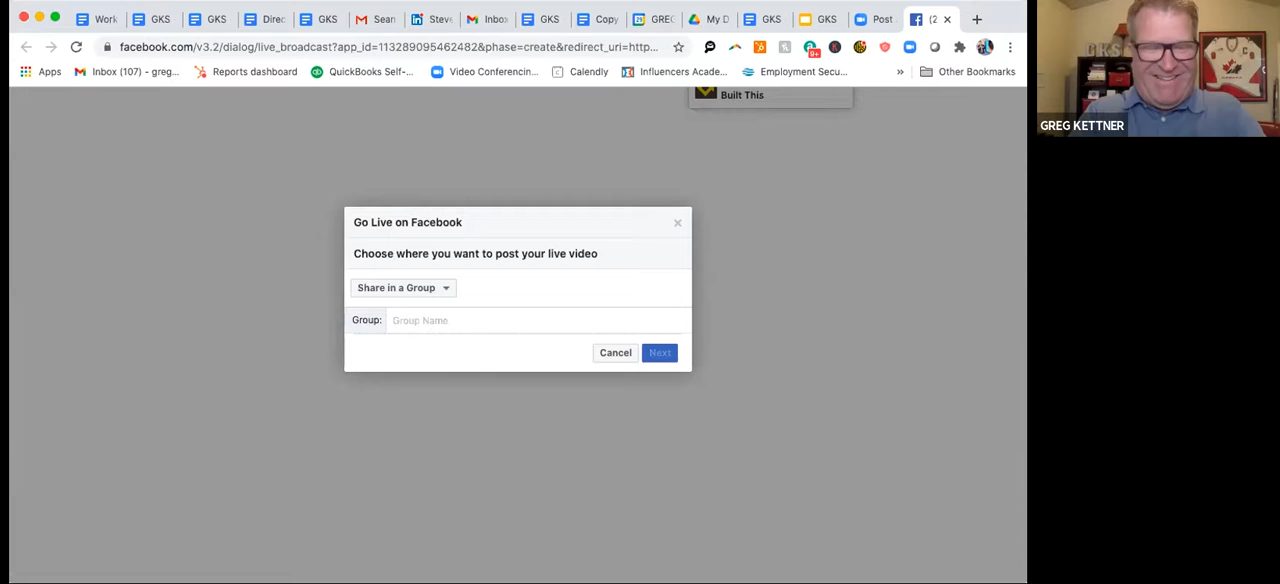 Work
GKS
GKS
Direc
GKS
Sean
Steve
Inbox
GKS
Copy
GREG
My D
GKS
GKS
Post
(2
facebook.com/v3.2/dialog/live_broadcast?app_id=113289095462482&phase=create&redirect_uri=http...
9+
Apps
Inbox (107) - greg...
Reports dashboard
QuickBooks Self-...
Video Conferencin...
Calendly
Influencers Acade...
Employment Secu...
»
Other Bookmarks
Built This
Go Live on Facebook
Choose where you want to post your live video
Share in a Group
Group: Group Name
Cancel Next
GKS
GREG KETTNER